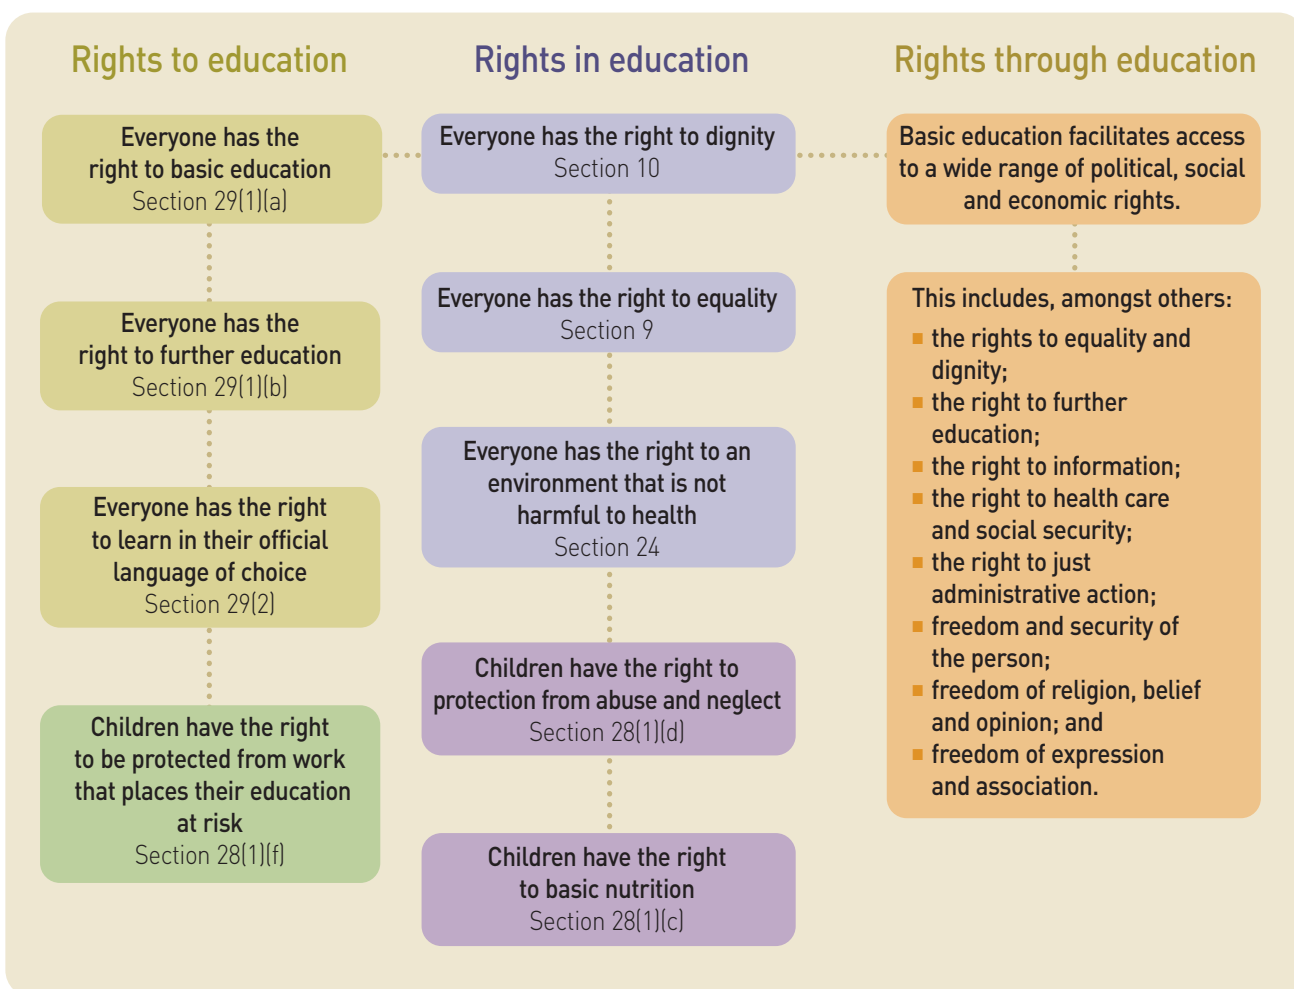 Rights to education
Everyone has the
right to basic education
Section 29(1)(a)
Everyone has the
right to further education
Section 29(1)(b)
Everyone has the right
to learn in their official
language of choice
Section 29(2)
Children have the right
to be protected from work
that places their education
at risk
Section 28(1)(f)
Rights in education
Everyone has the right to dignity
Section 10
Everyone has the right to equality
Section 9
Everyone has the right to an
environment that is not
harmful to health
Section 24
Children have the right to
protection from abuse and neglect
Section 28(1)(d)
Children have the right
to basic nutrition
Section 28(1)(c)
Rights through education
Basic education facilitates access
to a wide range of political, social
and economic rights.
This includes, amongst others:
■ the rights to equality and
dignity;
■ the right to further
education;
■ the right to information;
■ the right to health care
and social security;
■ the right to just
administrative action;
■ freedom and security of
the person;
■ freedom of religion, belief
and opinion; and
■ freedom of expression
and association.